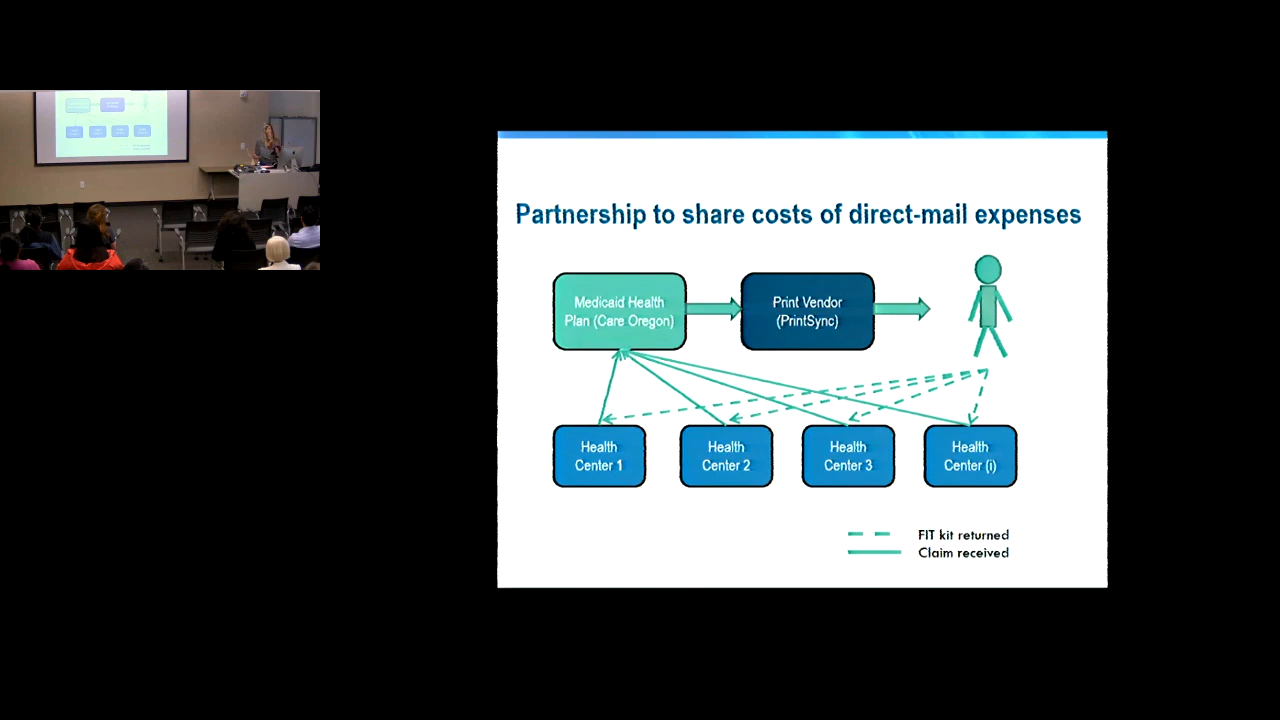 Partnership to share costs of direct-mail expenses
Medicaid Health
Plan (Care Oregon)
Print Vendor
(PrintSync)
Health
Center 1
Health
Center 2
Health
Center 3
Health
Center (i)
FIT kit returned
Claim received